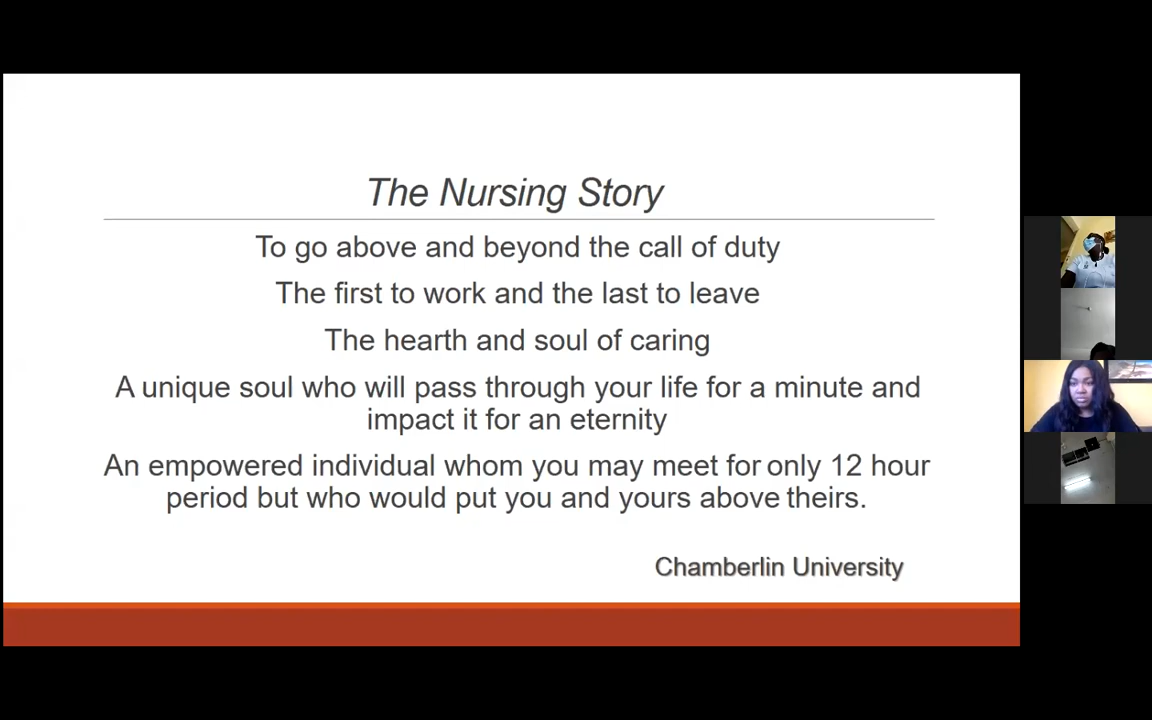 The Nursing Story
To go above and beyond the call of duty
The first to work and the last to leave
The hearth and soul of caring
A unique soul who will pass through your life for a minute and
impact it for an eternity
An empowered individual whom you may meet for only 12 hour
period but who would put you and yours above theirs.
Chamberlin University